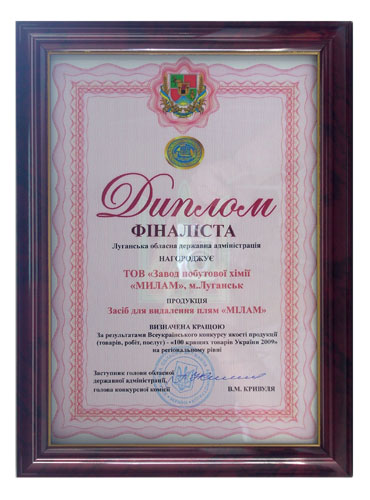 Диплом
ФІНАЛІСТА
Луганська обласна державна адміністрація
НАГОРОДЖУЄ
ТОВ «Завод побутової хімії
«МИЛАМ», м.Луганськ
ПРОДУКЦІЯ
Засіб для видалення плям «МІЛАМ»
ВИЗНАЧЕНА КРАЩОЮ
За результатами Всеукраїнського конкурсу якості продукції
(товарів, робіт, послуг) - «100 кращих товарів України 2009»
на регіональному рівні
Заступник голови обласної
державної адміністрації,
голова конкурсної комісії
В.М. КРИВУЛЯ